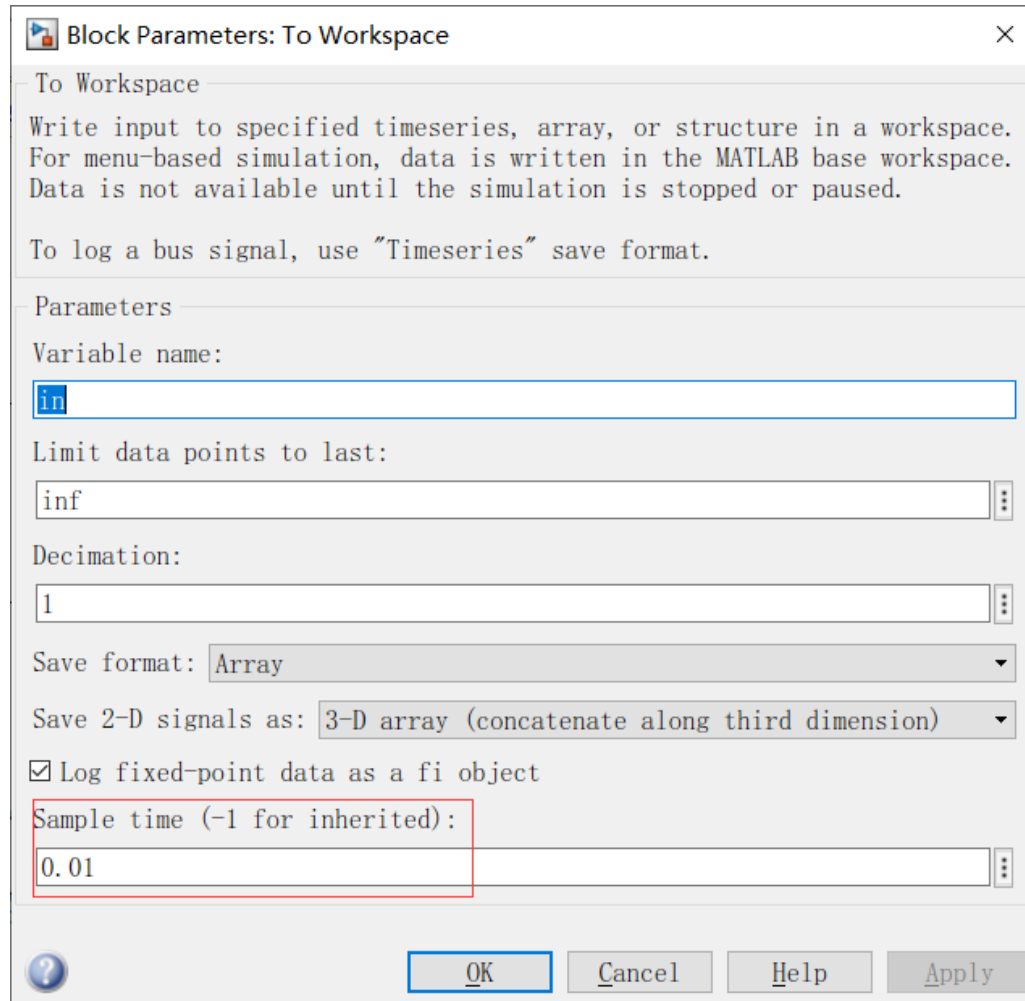 Block Parameters: To Workspace
To Workspace
Write input to specified timeseries, array, or structure in a workspace.
For menu-based simulation, data is written in the MATLAB base workspace.
Data is not available until the simulation is stopped or paused.
To log a bus signal, use "Timeseries" save format.
Parameters
Variable name:
in
Limit data points to last:
inf
Decimation:
1
Save format: Array
Save 2-D signals as: 3-D array (concatenate along third dimension)
Log fixed-point data as a fi object
Sample time (-1 for inherited):
0.01
? OK Cancel Help Apply